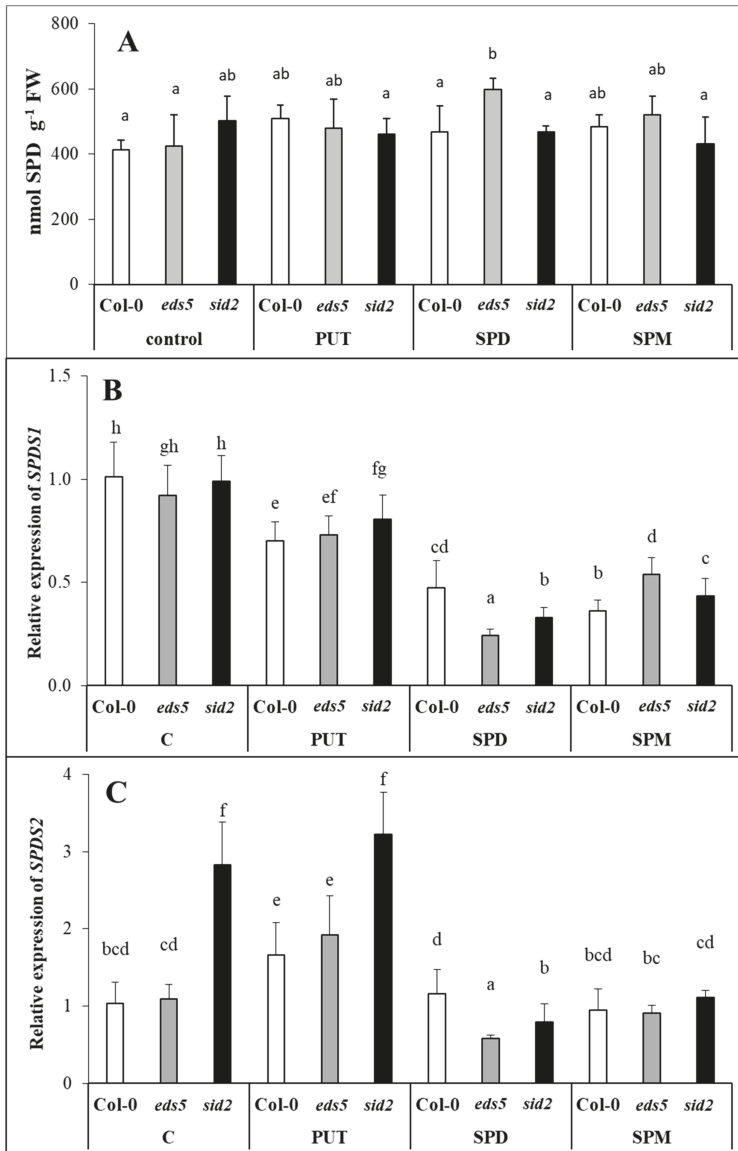 A
nmol SPD g-1 FW
800
600
400
200
0
a a ab ab ab a a b a ab ab a
Col-0 eds5 sid2 Col-0 eds5 sid2 Col-0 eds5 sid2 Col-0 eds5 sid2
control PUT SPD SPM
B
Relative expression of SPDS1
1.5
1.0
0.5
0.0
h gh h e ef fg cd a b b d c
Col-0 eds5 sid2 Col-0 eds5 sid2 Col-0 eds5 sid2 Col-0 eds5 sid2
C PUT SPD SPM
C
Relative expression of SPDS2
4
3
2
1
0
bcd cd f e e f d a b bcd bc cd
Col-0 eds5 sid2 Col-0 eds5 sid2 Col-0 eds5 sid2 Col-0 eds5 sid2
C PUT SPD SPM